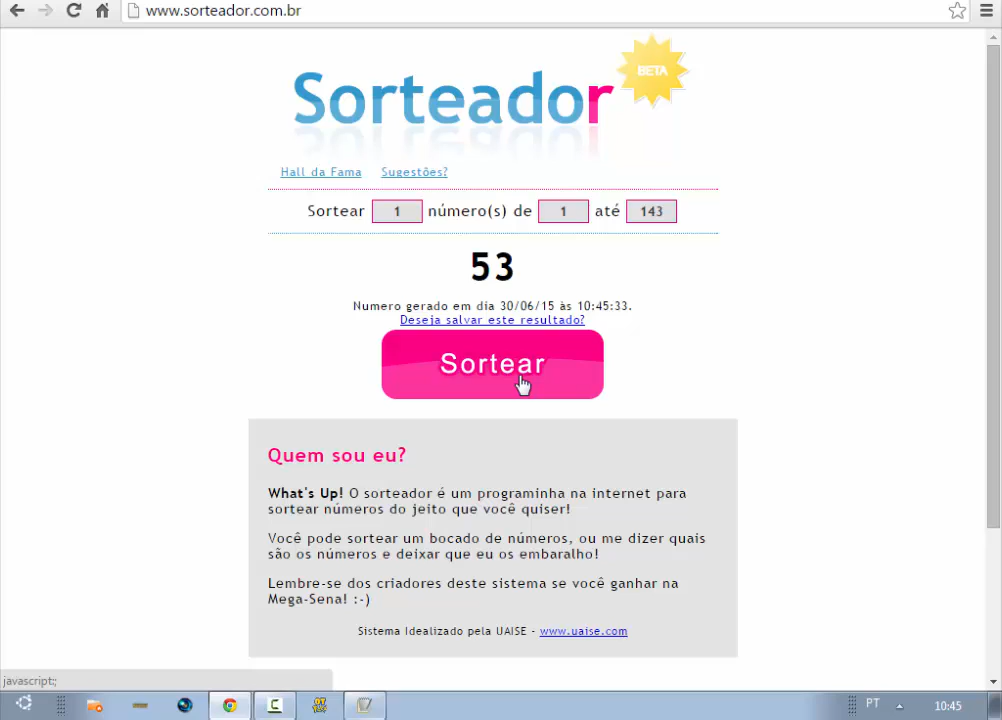 www.sorteador.com.br
Sorteador
BETA
Hall da Fama Sugestões?
Sortear 1 número(s) de 1 até 143
53
Numero gerado em dia 30/06/15 às 10:45:33.
Deseja salvar este resultado?
Sortear
Quem sou eu?
What's Up! O sorteador é um programinha na internet para
sortear números do jeito que você quiser!
Você pode sortear um bocado de números, ou me dizer quais
são os números e deixar que eu os embaralho!
Lembre-se dos criadores deste sistema se você ganhar na
Mega-Sena! :-)
Sistema Idealizado pela UAISE - www.uaise.com
javascript:;
PT 10:45